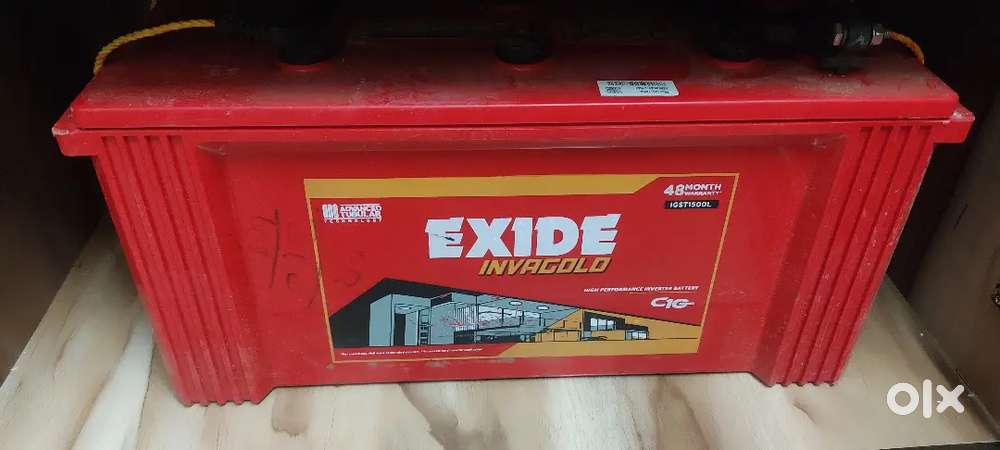 ADVANCED
TUBULAR
TECHNOLOGY
48 MONTH
WARRANTY*
IGST1500L
EXIDE
INVAGOLD
HIGH PERFORMANCE INVERTER BATTERY
C10
olx